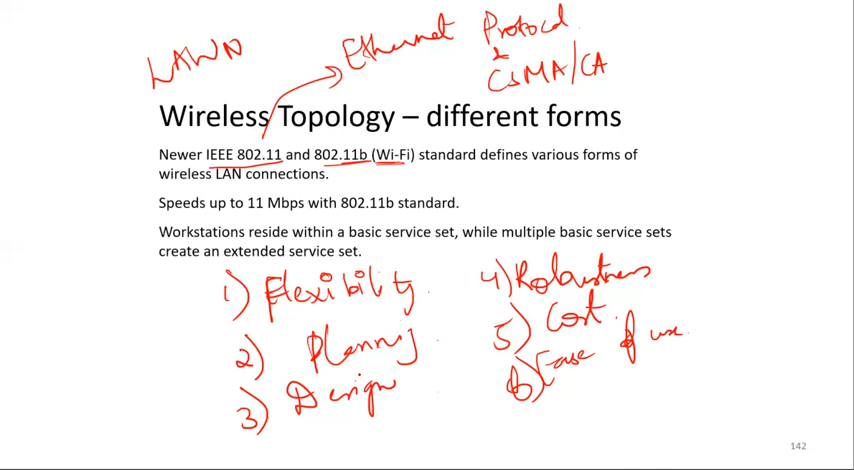 LAWN
Ethernet Protocol
CSMA/CA
Wireless Topology – different forms
Newer IEEE 802.11 and 802.11b (Wi-Fi) standard defines various forms of
wireless LAN connections.
Speeds up to 11 Mbps with 802.11b standard.
Workstations reside within a basic service set, while multiple basic service sets
create an extended service set.
1) Flexibility
2) Planning
3) Design
4) Robustness
5) Cost
6) Ease of use
142